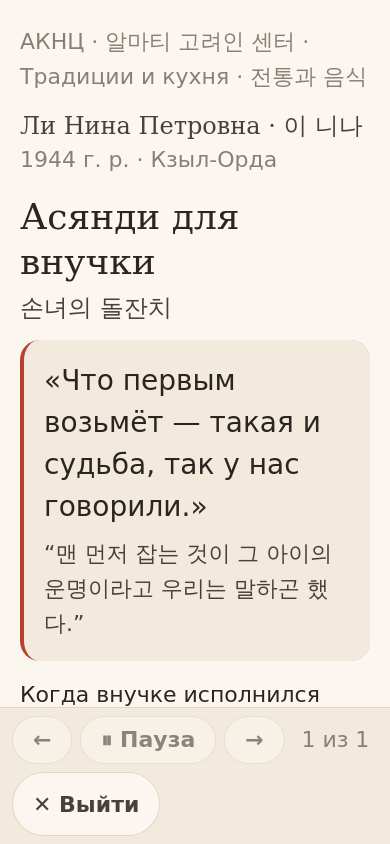 АКНЦ · 알마티 고려인 센터 ·
Традиции и кухня · 전통과 음식
Ли Нина Петровна · 이 니나
1944 г. р. · Кзыл-Орда
Асянди для
внучки
손녀의 돌잔치
«Что первым
возьмёт — такая и
судьба, так у нас
говорили.»
“맨 먼저 잡는 것이 그 아이의
운명이라고 우리는 말하곤 했
다.”
Когда внучке исполнился
← ⏸ Пауза → 1 из 1
✕ Выйти